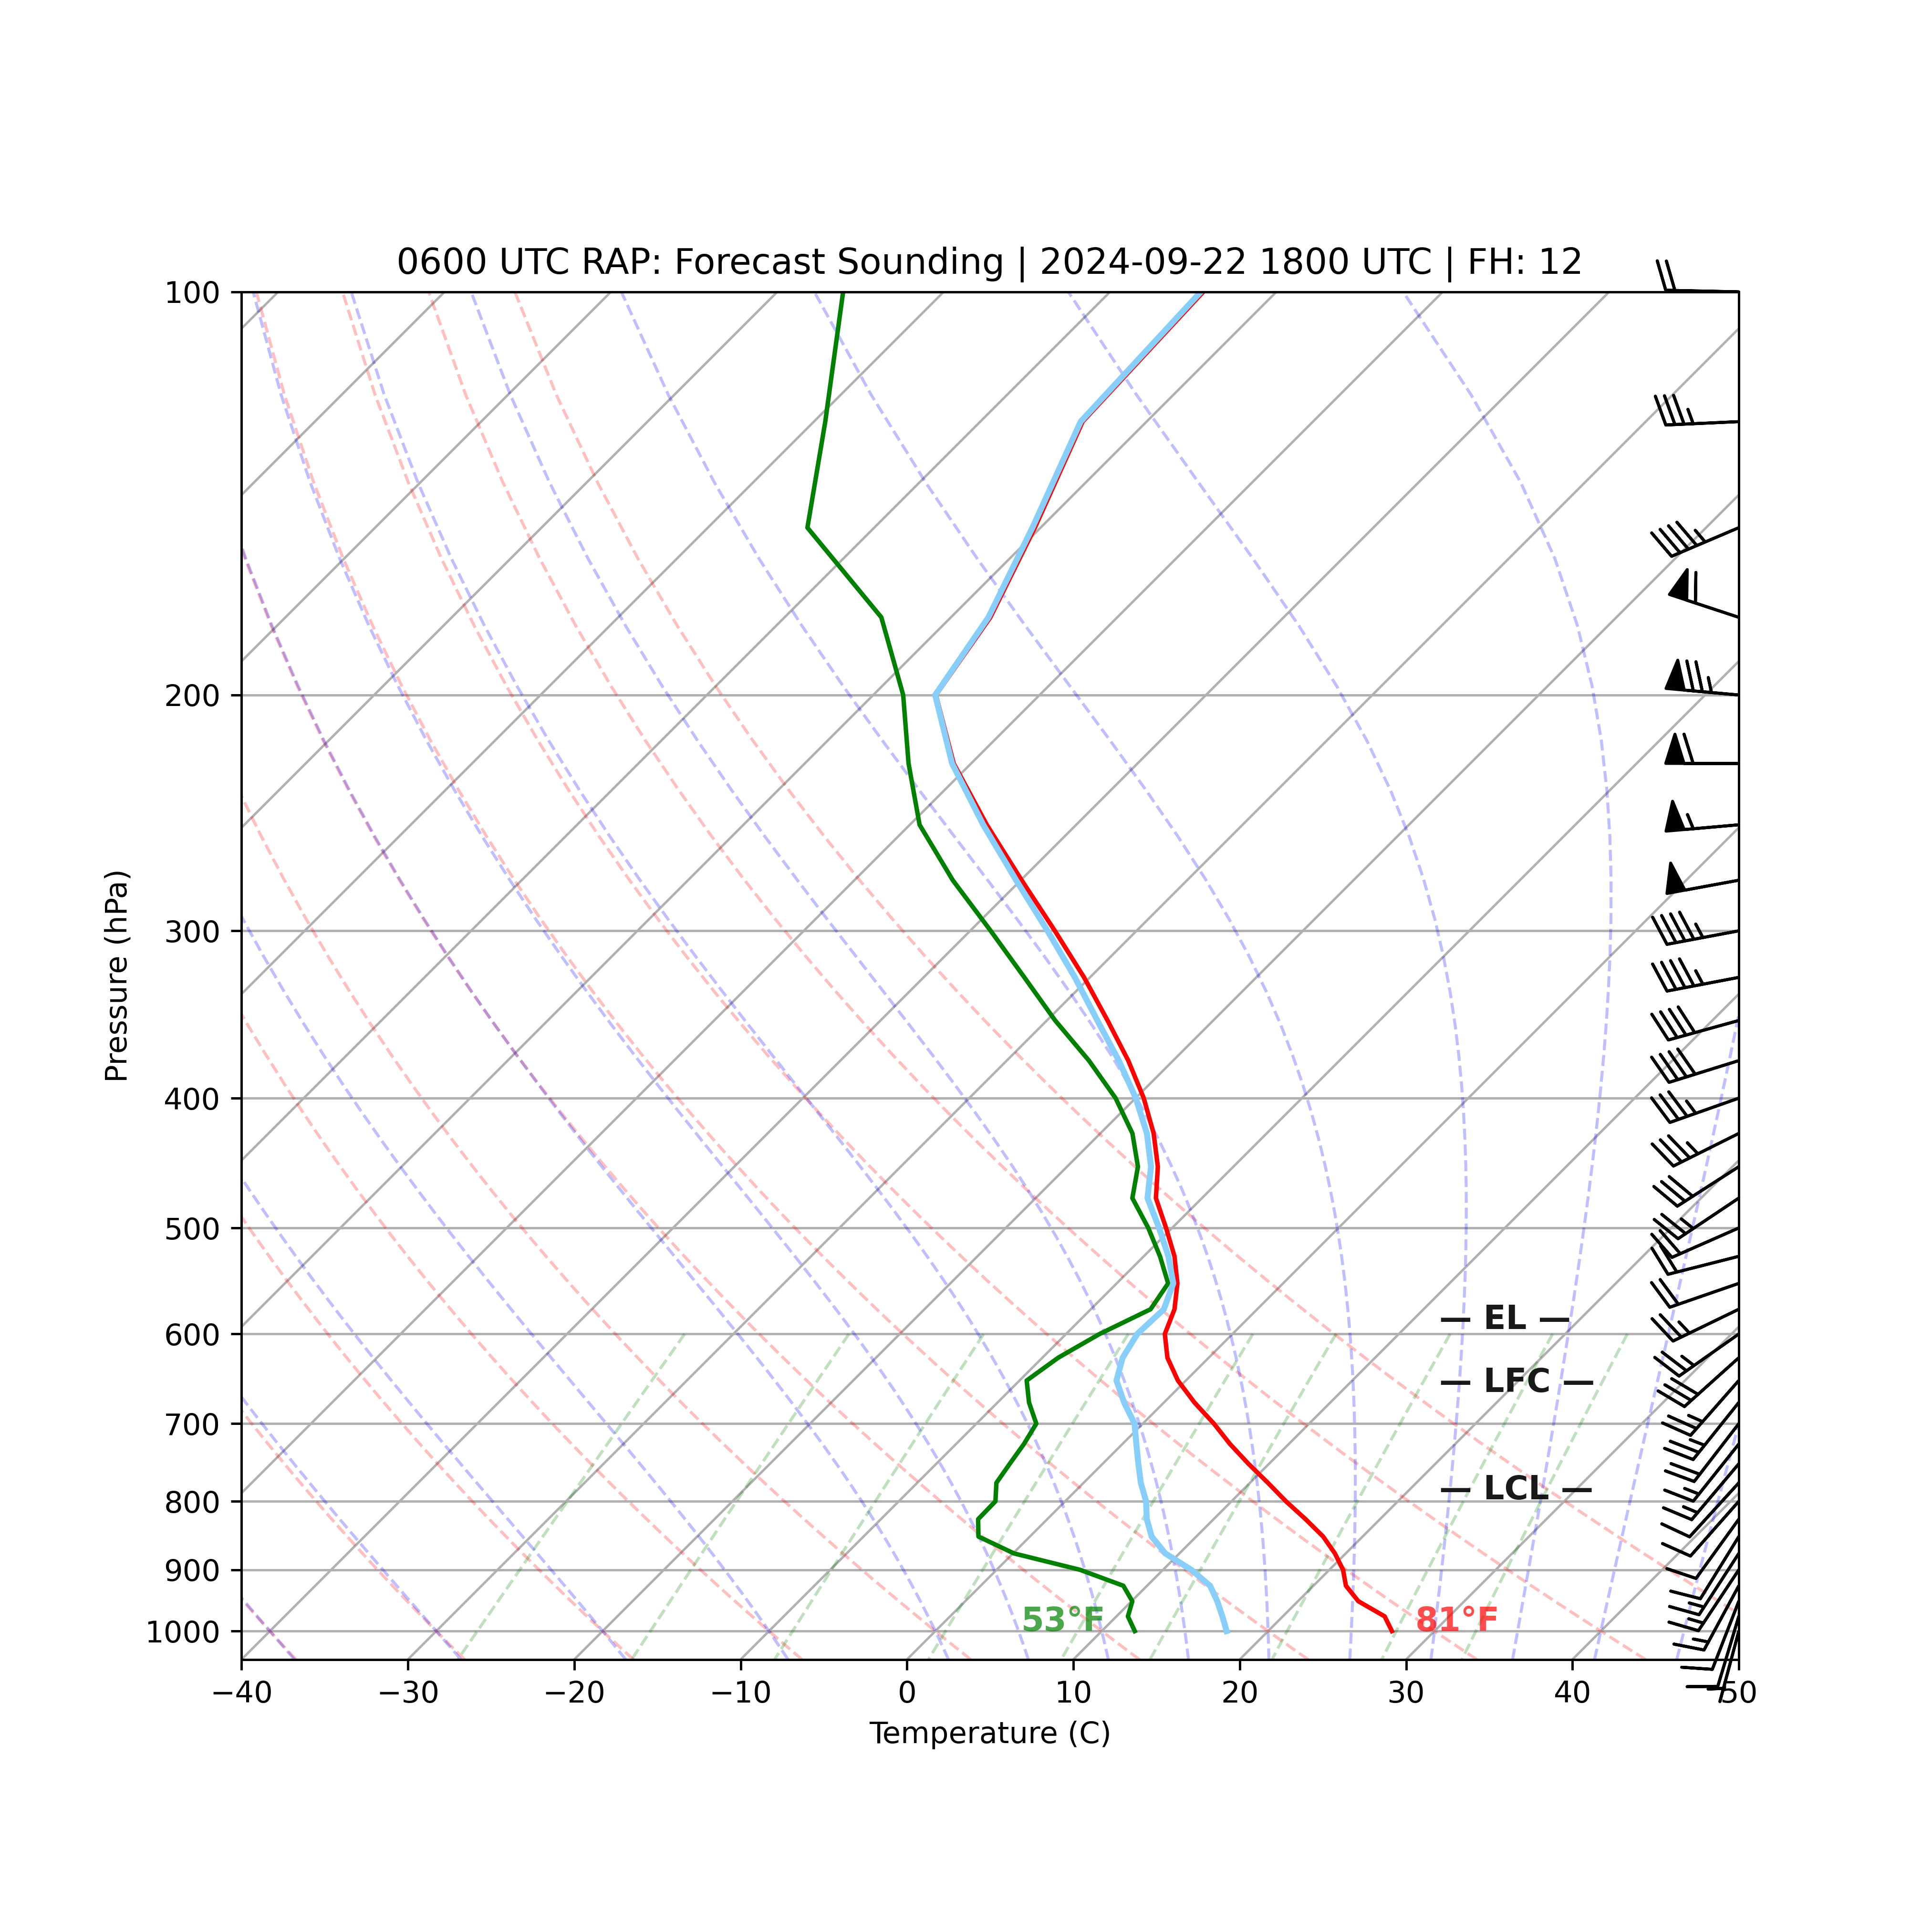 0600 UTC RAP: Forecast Sounding | 2024-09-22 1800 UTC | FH: 12
100
200
300
400
500
600
700
800
900
1000
Pressure (hPa)
— EL —
— LFC —
— LCL —
53°F
81°F
−40 −30 −20 −10 0 10 20 30 40 50
Temperature (C)